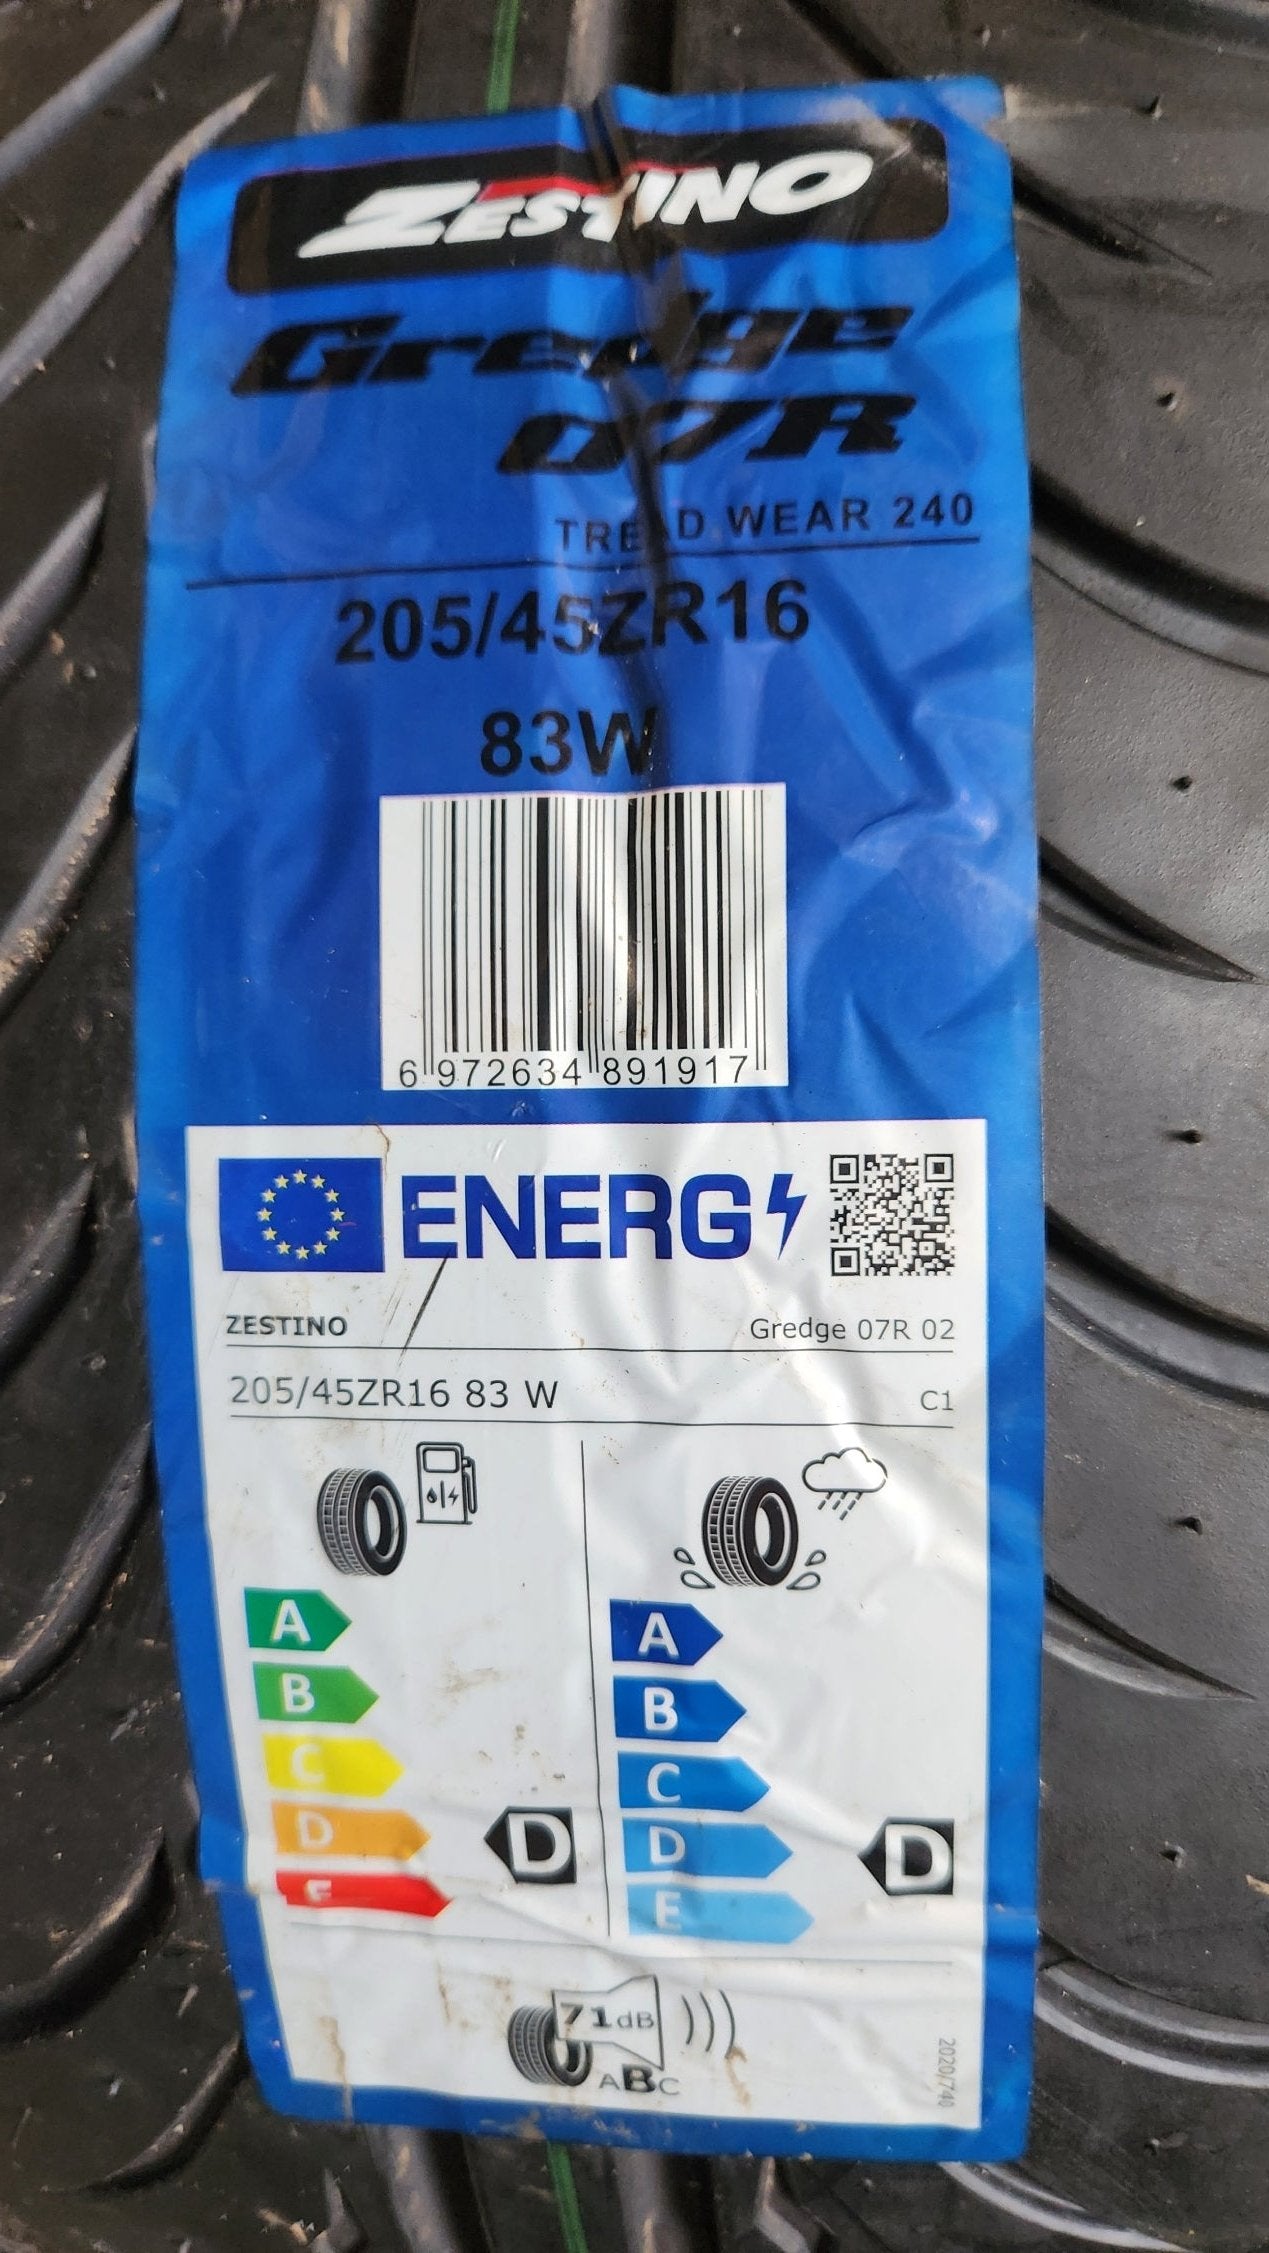 ZESTINO
Gredge
07R
TREAD WEAR 240
205/45ZR16
83W
6 972634 891917
ENERG
ZESTINO
Gredge 07R 02
205/45ZR16 83 W
C1
A
B
C
D
E
D
A
B
C
D
E
D
71dB
ABC
2020/740